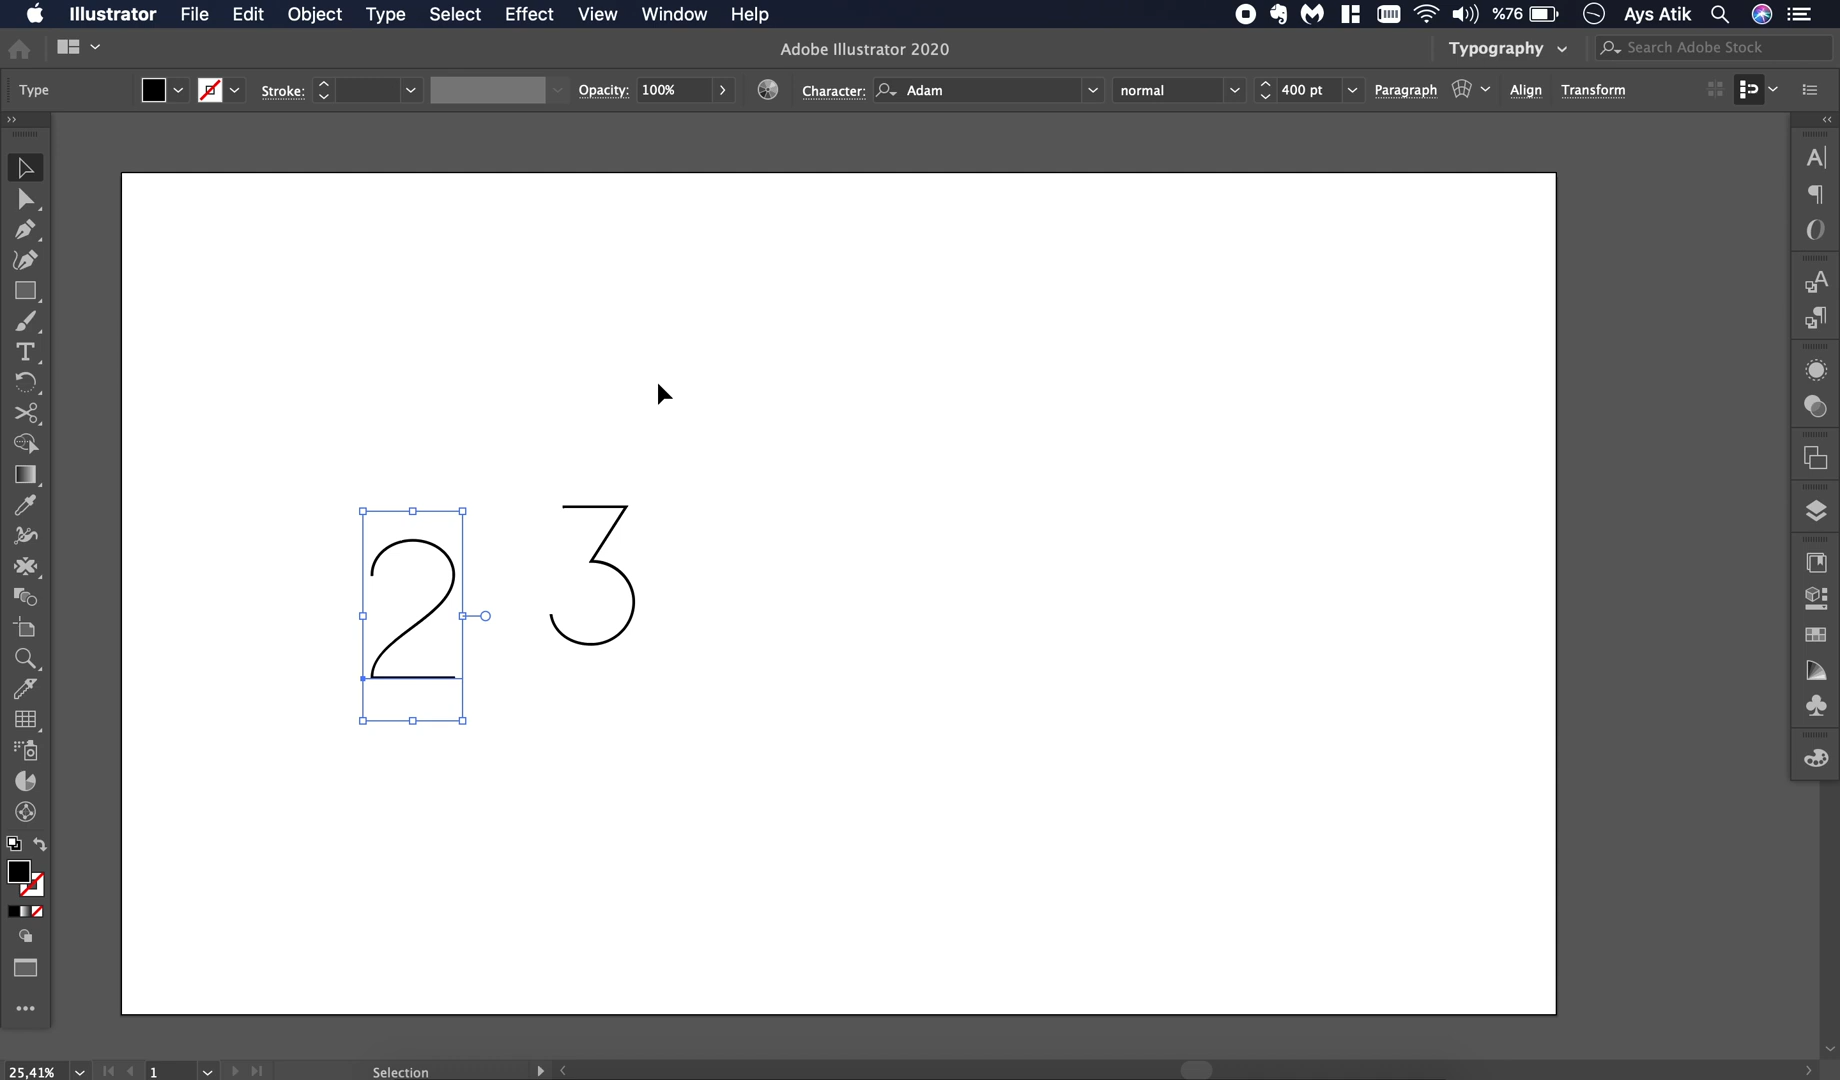 Illustrator File Edit Object Type Select Effect View Window Help %76 Ays Atik
Adobe Illustrator 2020 Typography Search Adobe Stock
Type Stroke: Opacity: 100% Character: Adam normal 400 pt Paragraph Align Transform
2 3
25,41% 1 Selection